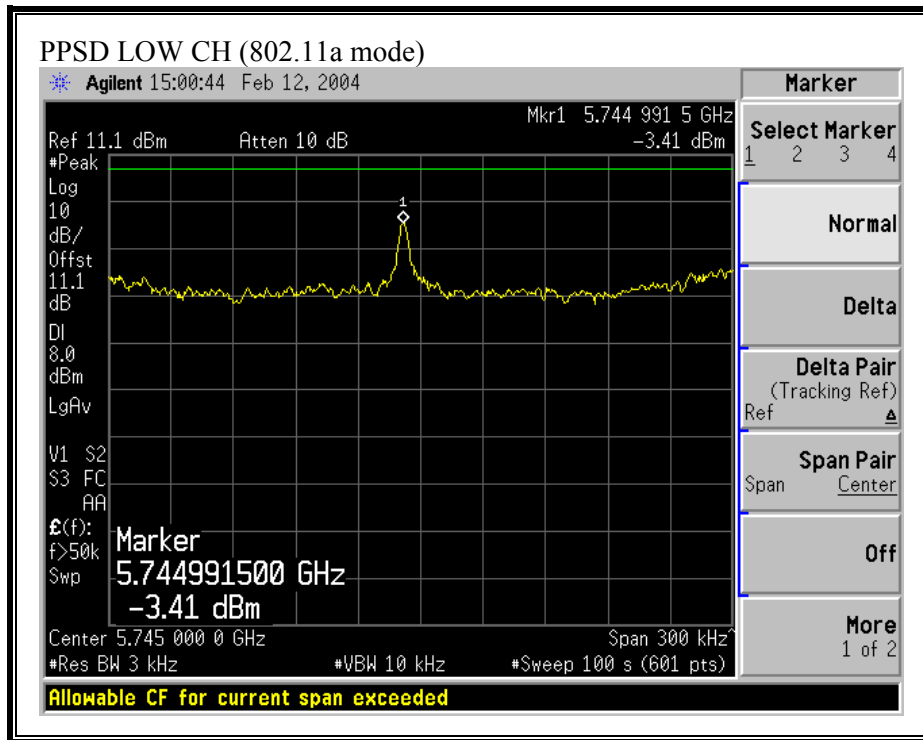 PPSD LOW CH (802.11a mode)
Agilent 15:00:44 Feb 12, 2004
Mkr1 5.744 991 5 GHz
Ref 11.1 dBm Atten 10 dB -3.41 dBm
#Peak
Log
10
dB/
Offst
11.1
dB
DI
8.0
dBm
LgAv
V1 S2
S3 FC
AA
£(f):
f>50k
Swp
1
Marker
5.744991500 GHz
-3.41 dBm
Center 5.745 000 0 GHz Span 300 kHz^
#Res BW 3 kHz #VBW 10 kHz #Sweep 100 s (601 pts)
Allowable CF for current span exceeded
Marker
Select Marker
1 2 3 4
Normal
Delta
Delta Pair
(Tracking Ref)
Ref Δ
Span Pair
Span Center
Off
More
1 of 2